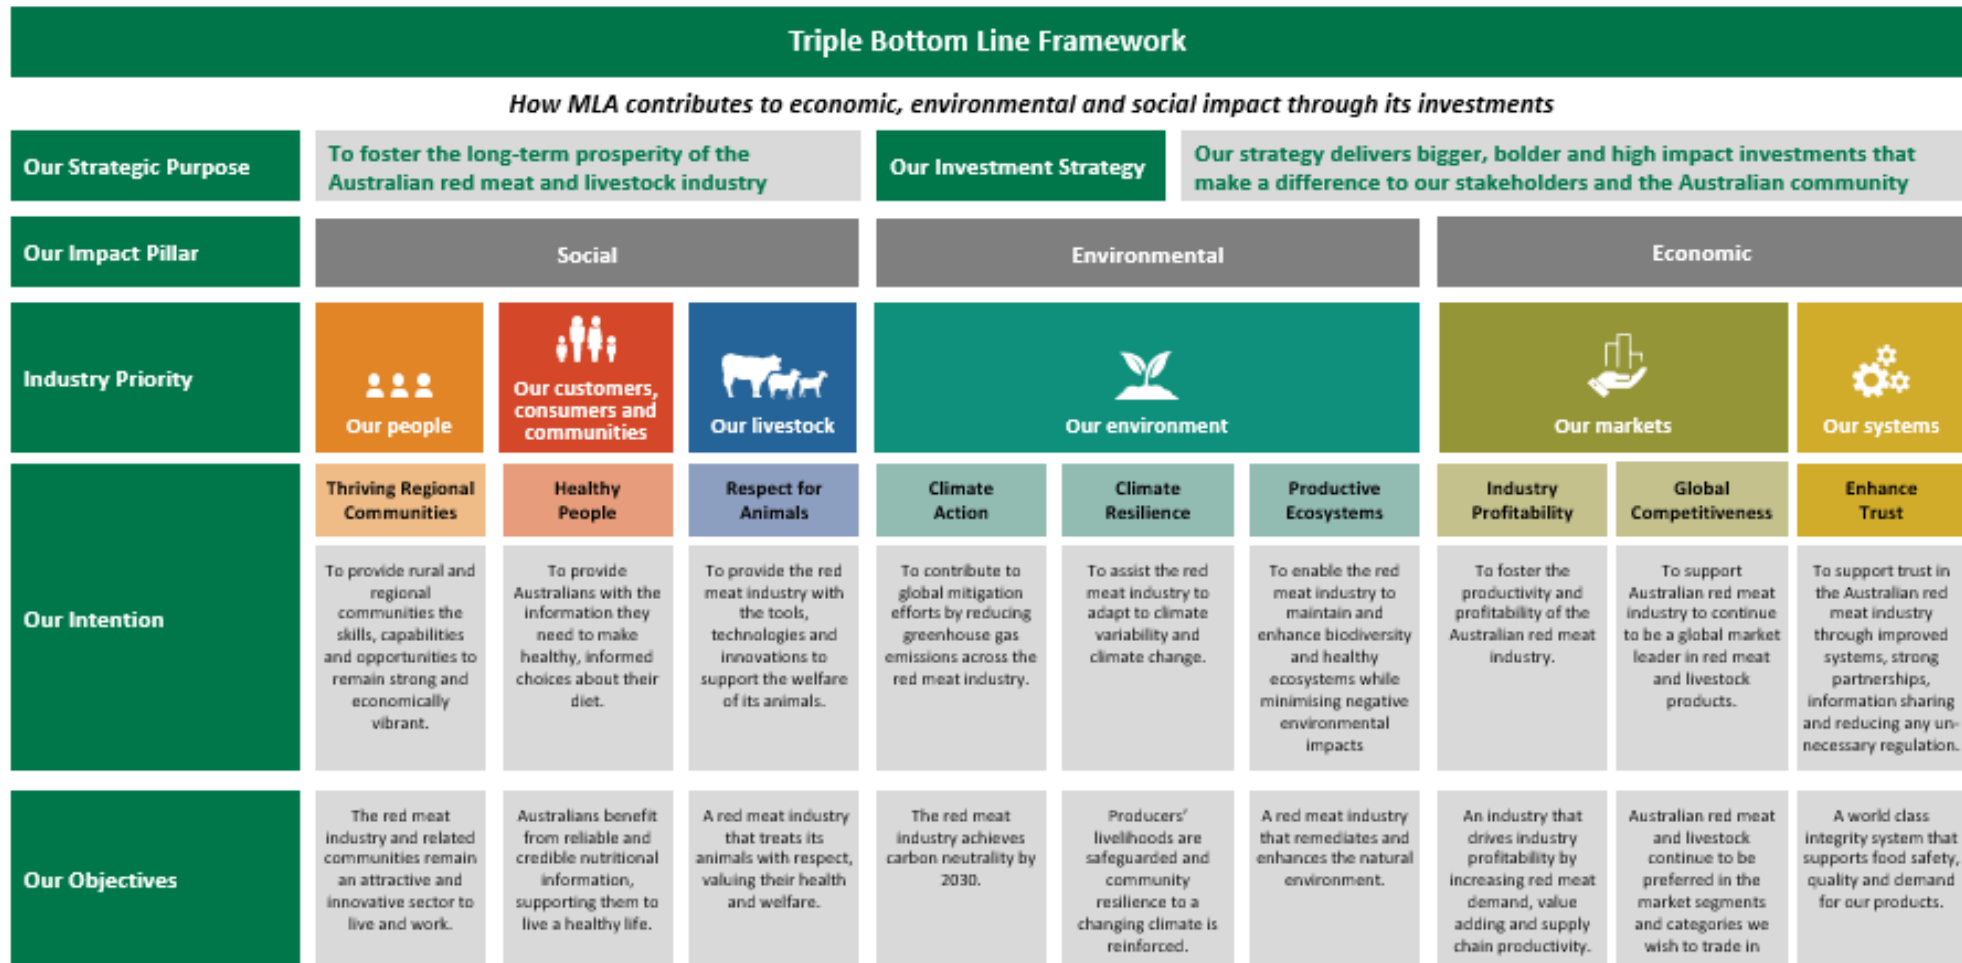 Triple Bottom Line Framework
How MLA contributes to economic, environmental and social impact through its investments
Our Strategic Purpose
To foster the long-term prosperity of the
Australian red meat and livestock industry
Our Investment Strategy
Our strategy delivers bigger, bolder and high impact investments that
make a difference to our stakeholders and the Australian community
Our Impact Pillar
Social
Environmental
Economic
Industry Priority
Our people
Our customers,
consumers and
communities
Our livestock
Our environment
Our markets
Our systems
Our Intention
Thriving Regional
Communities
To provide rural and
regional
communities the
skills, capabilities
and opportunities to
remain strong and
economically
vibrant.
Healthy
People
To provide
Australians with the
information they
need to make
healthy, informed
choices about their
diet.
Respect for
Animals
To provide the red
meat industry with
the tools,
technologies and
innovations to
support the welfare
of its animals.
Climate
Action
To contribute to
global mitigation
efforts by reducing
greenhouse gas
emissions across the
red meat industry.
Climate
Resilience
To assist the red
meat industry to
adapt to climate
variability and
climate change.
Productive
Ecosystems
To enable the red
meat industry to
maintain and
enhance biodiversity
and healthy
ecosystems while
minimising negative
environmental
impacts
Industry
Profitability
To foster the
productivity and
profitability of the
Australian red meat
industry.
Global
Competitiveness
To support
Australian red meat
industry to continue
to be a global market
leader in red meat
and livestock
products.
Enhance
Trust
To support trust in
the Australian red
meat industry
through improved
systems, strong
partnerships,
information sharing
and reducing any un-
necessary regulation.
Our Objectives
The red meat
industry and related
communities remain
an attractive and
innovative sector to
live and work.
Australians benefit
from reliable and
credible nutritional
information,
supporting them to
live a healthy life.
A red meat industry
that treats its
animals with respect,
valuing their health
and welfare.
The red meat
industry achieves
carbon neutrality by
2030.
Producers'
livelihoods are
safeguarded and
community
resilience to a
changing climate is
reinforced.
A red meat industry
that remediates and
enhances the natural
environment.
An industry that
drives industry
profitability by
increasing red meat
demand, value
adding and supply
chain productivity.
Australian red meat
and livestock
continue to be
preferred in the
market segments
and categories we
wish to trade in
A world class
integrity system that
supports food safety,
quality and demand
for our products.